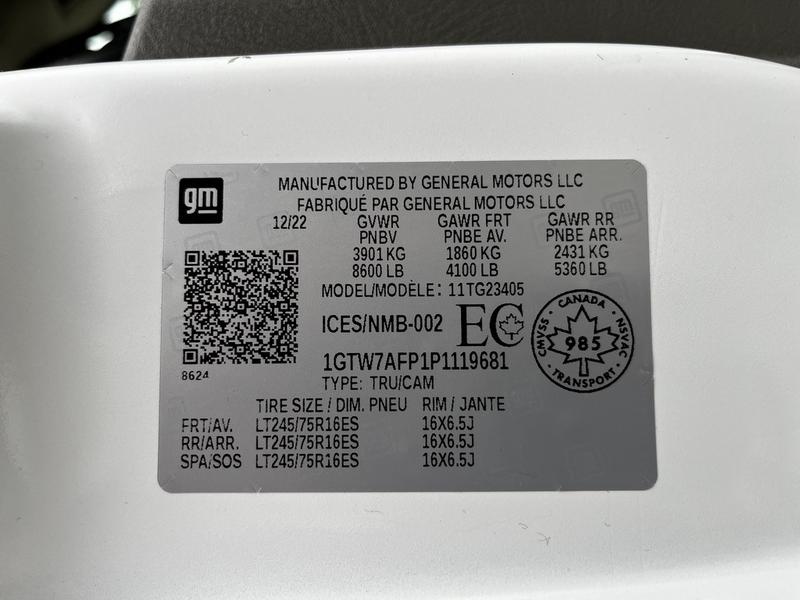 gm
MANUFACTURED BY GENERAL MOTORS LLC
FABRIQUÉ PAR GENERAL MOTORS LLC
12/22 GVWR GAWR FRT GAWR RR
PNBV PNBE AV. PNBE ARR.
3901 KG 1860 KG 2431 KG
8600 LB 4100 LB 5360 LB
MODEL/MODÈLE: 11TG23405
ICES/NMB-002 EC
CANADA
CMVSS 985 NSVAC
TRANSPORT
1GTW7AFP1P1119681
8624
TYPE: TRU/CAM
TIRE SIZE / DIM. PNEU RIM / JANTE
FRT/AV. LT245/75R16ES 16X6.5J
RR/ARR. LT245/75R16ES 16X6.5J
SPA/SOS LT245/75R16ES 16X6.5J